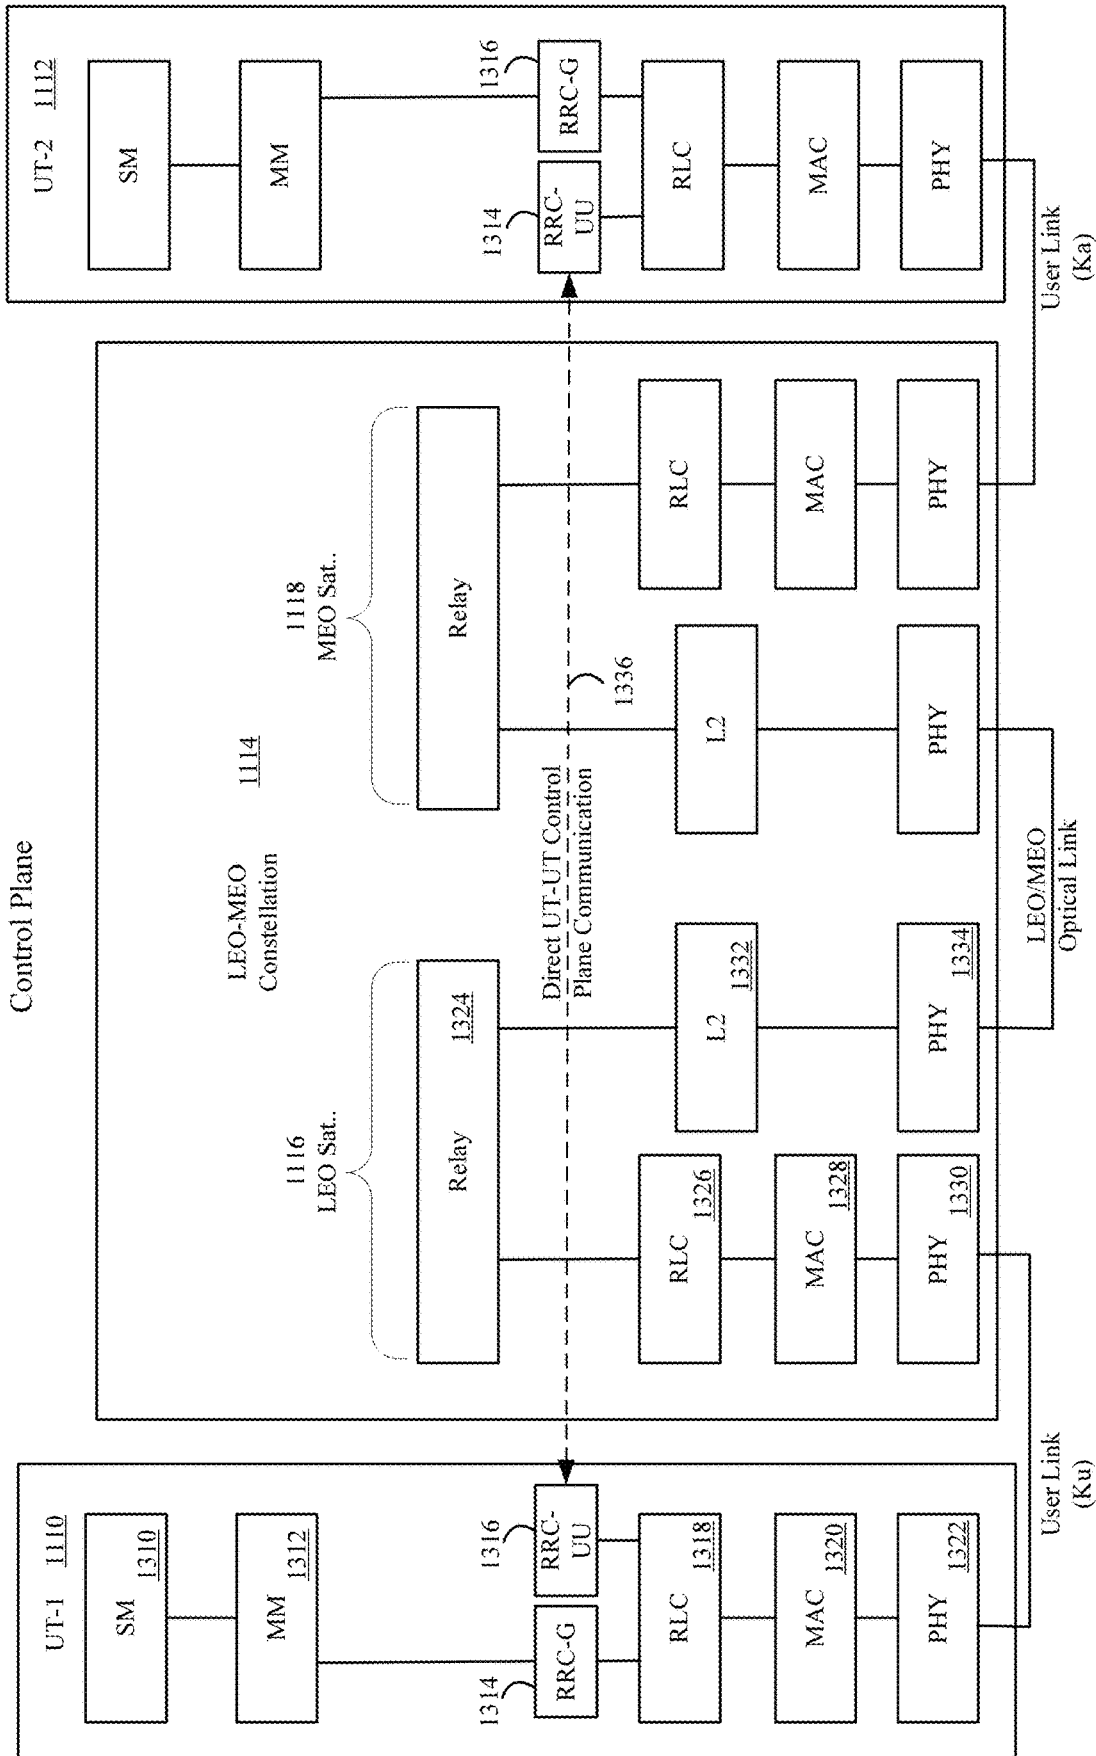 Control Plane
UT-1 1110
SM 1310
MM 1312
1314
RRC-G
1316
RRC-
UU
RLC 1318
MAC 1320
PHY 1322
User Link
(Ku)
LEO-MEO
Constellation
1114
1116
LEO Sat..
Relay 1324
RLC 1326
MAC 1328
PHY 1330
L2 1332
PHY 1334
Direct UT-UT Control
Plane Communication
1336
LEO/MEO
Optical Link
1118
MEO Sat..
Relay
L2
PHY
RLC
MAC
PHY
User Link
(Ka)
UT-2 1112
SM
MM
1314
RRC-
UU
1316
RRC-G
RLC
MAC
PHY